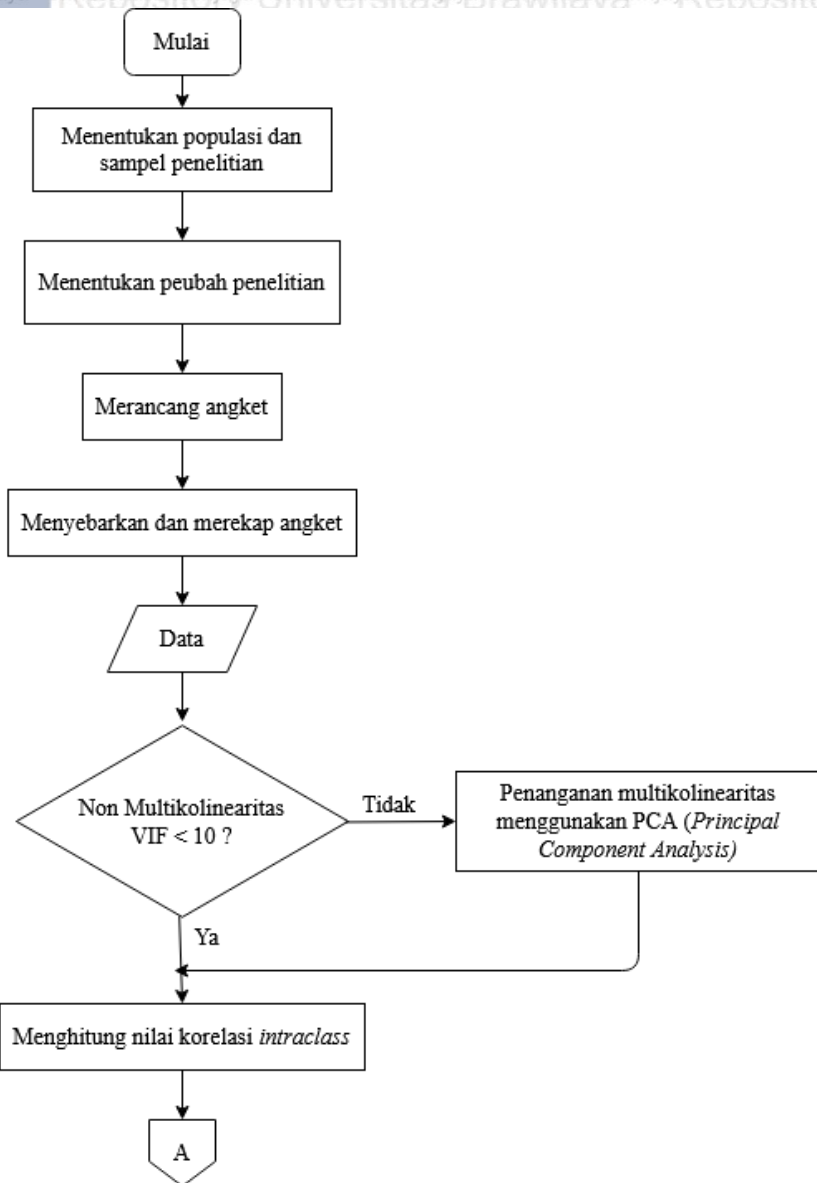 Repository Universitas Brawijaya
Mulai
Menentukan populasi dan
sampel penelitian
Menentukan peubah penelitian
Merancang angket
Menyebarkan dan merekap angket
Data
Non Multikolinearitas
VIF < 10 ?
Tidak
Penanganan multikolinearitas
menggunakan PCA (Principal
Component Analysis)
Ya
Menghitung nilai korelasi intraclass
A